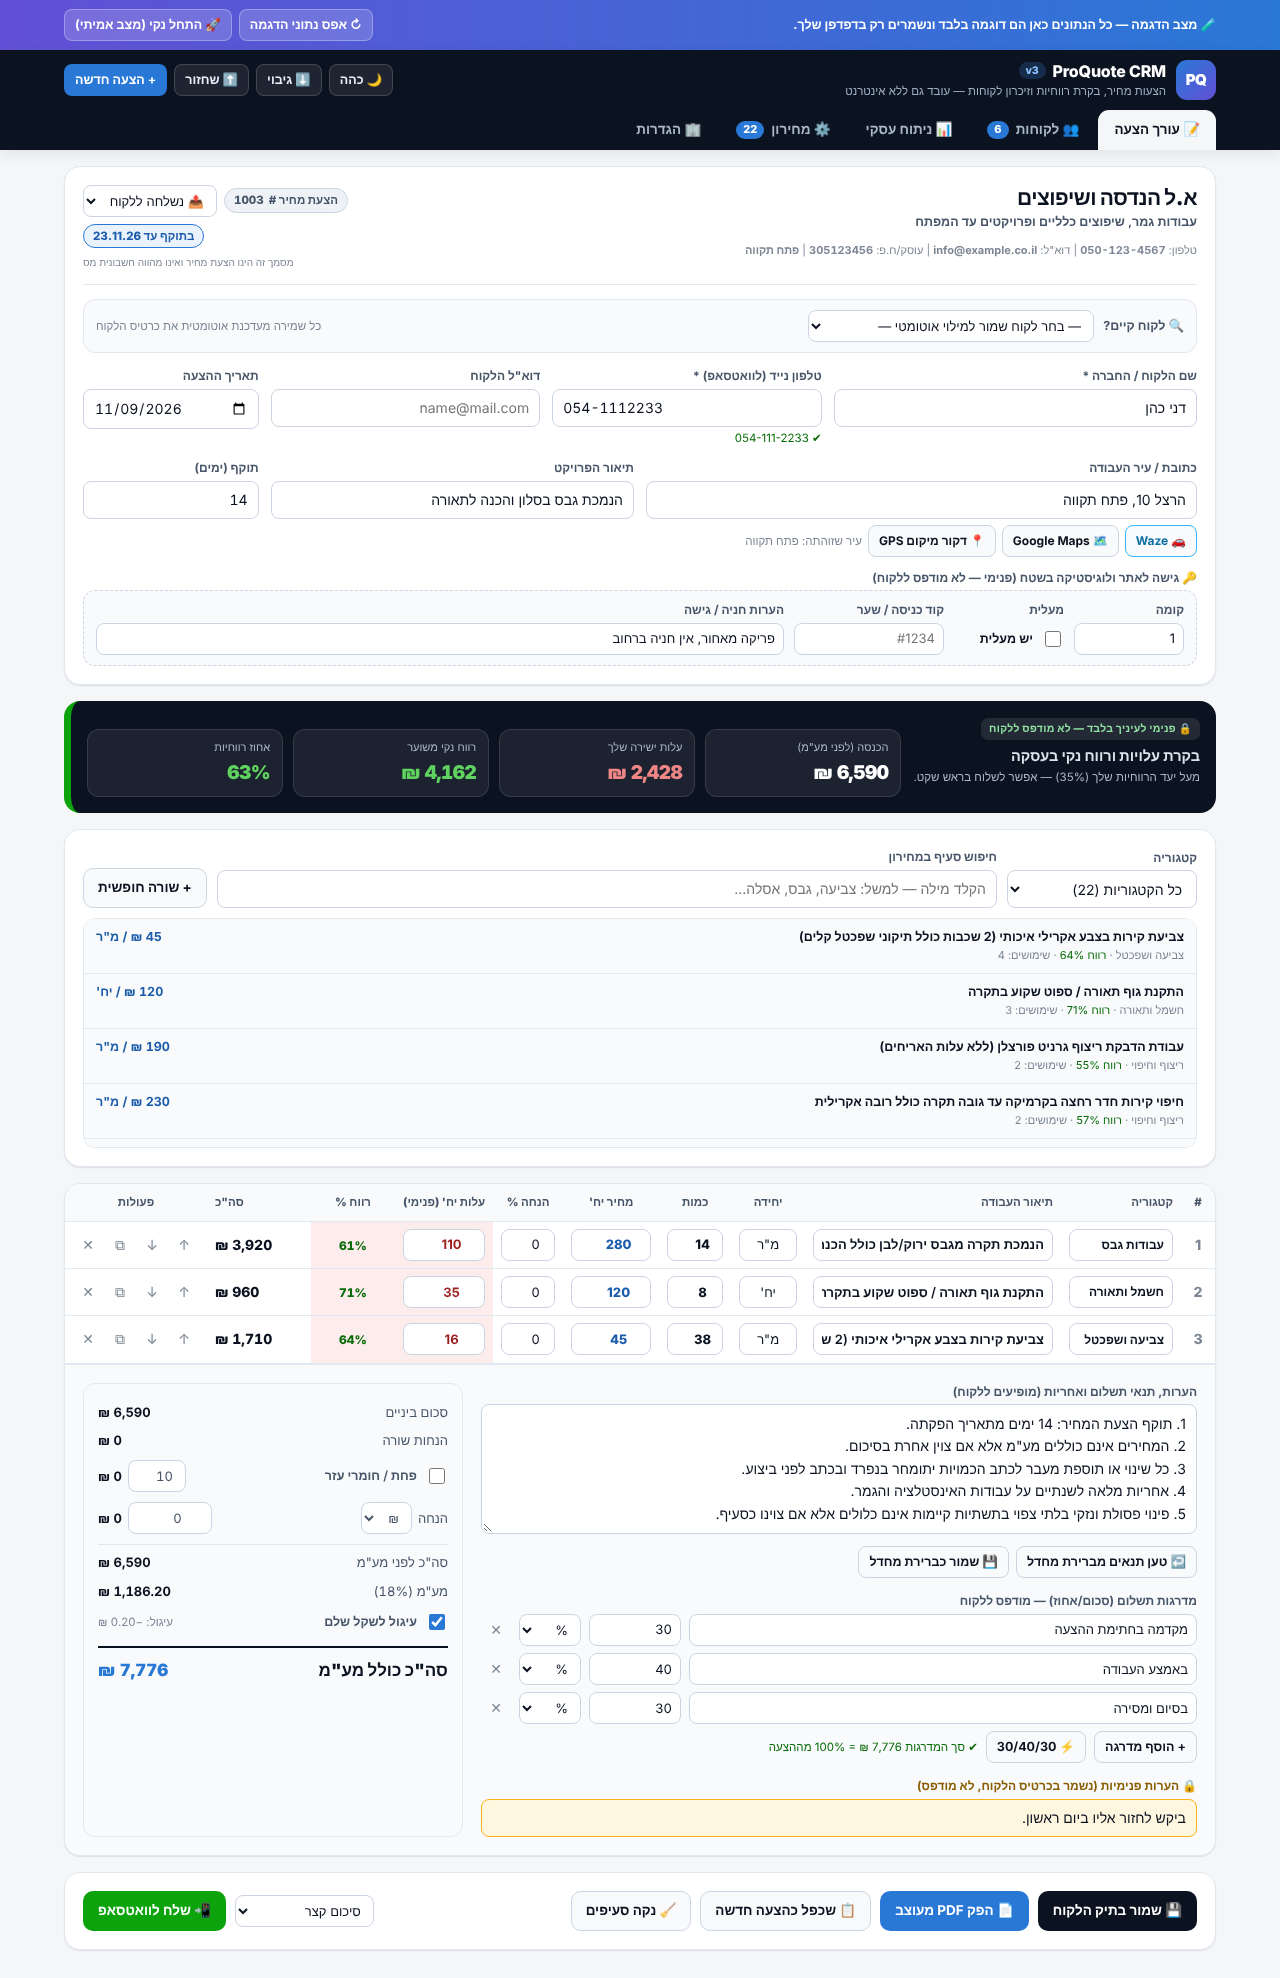 🧪 מצב הדגמה — כל הנתונים כאן הם דוגמה בלבד ונשמרים רק בדפדפן שלך.
↻ אפס נתוני הדגמה
🚀 התחל נקי (מצב אמיתי)
PQ
ProQuote CRM v3
הצעות מחיר, בקרת רווחיות וזיכרון לקוחות — עובד גם ללא אינטרנט
🌙 כהה
⬇️ גיבוי
⬆️ שחזור
+ הצעה חדשה
📝 עורך הצעה
👥 לקוחות 6
📊 ניתוח עסקי
⚙️ מחירון 22
🏢 הגדרות
א.ל הנדסה ושיפוצים
עבודות גמר, שיפוצים כלליים ופרויקטים עד המפתח
טלפון: 050-123-4567 | דוא"ל: info@example.co.il | עוסק/ח.פ: 305123456 | פתח תקווה
הצעת מחיר # 1003
📤 נשלחה ללקוח
בתוקף עד 23.11.26
מסמך זה הינו הצעת מחיר ואינו מהווה חשבונית מס
🔍 לקוח קיים?
— בחר לקוח שמור למילוי אוטומטי —
כל שמירה מעדכנת אוטומטית את כרטיס הלקוח
שם הלקוח / החברה *
טלפון נייד (לוואטסאפ) *
דוא"ל הלקוח
תאריך ההצעה
דני כהן
054-1112233
name@mail.com
11/09/2026
✔ 054-111-2233
כתובת / עיר העבודה
תיאור הפרויקט
תוקף (ימים)
הרצל 10, פתח תקווה
הנמכת גבס בסלון והכנה לתאורה
14
🚗 Waze
🗺️ Google Maps
📍 דקור מיקום GPS
עיר שזוהתה: פתח תקווה
🔑 גישה לאתר ולוגיסטיקה בשטח (פנימי — לא מודפס ללקוח)
קומה
מעלית
קוד כניסה / שער
הערות חניה / גישה
1
יש מעלית
#1234
פריקה מאחור, אין חניה ברחוב
🔒 פנימי לעיניך בלבד — לא מודפס ללקוח
בקרת עלויות ורווח נקי בעסקה
מעל יעד הרווחיות שלך (35%) — אפשר לשלוח בראש שקט.
הכנסה (לפני מע"מ)
6,590 ₪
עלות ישירה שלך
2,428 ₪
רווח נקי משוער
4,162 ₪
אחוז רווחיות
63%
קטגוריה
חיפוש סעיף במחירון
כל הקטגוריות (22)
הקלד מילה — למשל: צביעה, גבס, אסלה...
+ שורה חופשית
צביעת קירות בצבע אקרילי איכותי (2 שכבות כולל תיקוני שפכטל קלים)
45 ₪ / מ"ר
צביעה ושפכטל · רווח 64% · שימושים: 4
התקנת גוף תאורה / ספוט שקוע בתקרה
120 ₪ / יח'
חשמל ותאורה · רווח 71% · שימושים: 3
עבודת הדבקת ריצוף גרניט פורצלן (ללא עלות האריחים)
190 ₪ / מ"ר
ריצוף וחיפוי · רווח 55% · שימושים: 2
חיפוי קירות חדר רחצה בקרמיקה עד גובה תקרה כולל רובה אקרילית
230 ₪ / מ"ר
ריצוף וחיפוי · רווח 57% · שימושים: 2
# קטגוריה תיאור העבודה יחידה כמות מחיר יח' הנחה % עלות יח' (פנימי) רווח % סה"כ פעולות
1 עבודות גבס הנמכת תקרה מגבס ירוק/לבן כולל הכנו מ"ר 14 280 0 110 61% 3,920 ₪ ↑ ↓ ⧉ ✕
2 חשמל ותאורה התקנת גוף תאורה / ספוט שקוע בתקרה יח' 8 120 0 35 71% 960 ₪ ↑ ↓ ⧉ ✕
3 צביעה ושפכטל צביעת קירות בצבע אקרילי איכותי (2 ש מ"ר 38 45 0 16 64% 1,710 ₪ ↑ ↓ ⧉ ✕
הערות, תנאי תשלום ואחריות (מופיעים ללקוח)
1. תוקף הצעת המחיר: 14 ימים מתאריך הפקתה.
2. המחירים אינם כוללים מע"מ אלא אם צוין אחרת בסיכום.
3. כל שינוי או תוספת מעבר לכתב הכמויות יתומחר בנפרד ובכתב לפני ביצוע.
4. אחריות מלאה לשנתיים על עבודות האינסטלציה והגמר.
5. פינוי פסולת ונזקי בלתי צפוי בתשתיות קיימות אינם כלולים אלא אם צוינו כסעיף.
↩️ טען תנאים מברירת מחדל
💾 שמור כברירת מחדל
מדרגות תשלום (סכום/אחוז) — מודפס ללקוח
מקדמה בחתימת ההצעה 30 % ✕
באמצע העבודה 40 % ✕
בסיום ומסירה 30 % ✕
+ הוסף מדרגה
⚡ 30/40/30
✔ סך המדרגות 7,776 ₪ = 100% מההצעה
🔒 הערות פנימיות (נשמר בכרטיס הלקוח, לא מודפס)
ביקש לחזור אליו ביום ראשון.
סכום ביניים 6,590 ₪
הנחות שורה 0 ₪
פחת / חומרי עזר 10 0 ₪
הנחה ₪ 0 0 ₪
סה"כ לפני מע"מ 6,590 ₪
מע"מ (18%) 1,186.20 ₪
עיגול לשקל שלם עיגול: −0.20 ₪
סה"כ כולל מע"מ 7,776 ₪
💾 שמור בתיק הלקוח
📄 הפק PDF מעוצב
📋 שכפל כהצעה חדשה
🧹 נקה סעיפים
סיכום קצר
📲 שלח לוואטסאפ